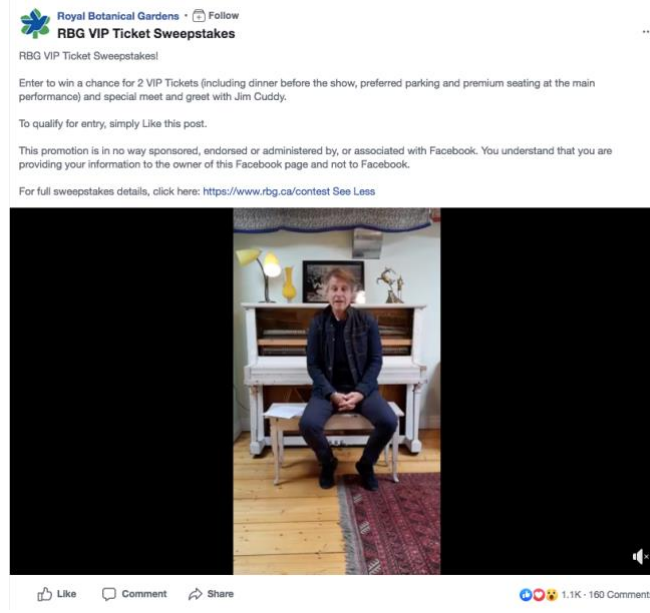 Royal Botanical Gardens · Follow
RBG VIP Ticket Sweepstakes
RBG VIP Ticket Sweepstakes!
Enter to win a chance for 2 VIP Tickets (including dinner before the show, preferred parking and premium seating at the main
performance) and special meet and greet with Jim Cuddy.
To qualify for entry, simply Like this post.
This promotion is in no way sponsored, endorsed or administered by, or associated with Facebook. You understand that you are
providing your information to the owner of this Facebook page and not to Facebook.
For full sweepstakes details, click here: https://www.rbg.ca/contest See Less
Like Comment Share 1.1K · 160 Comment